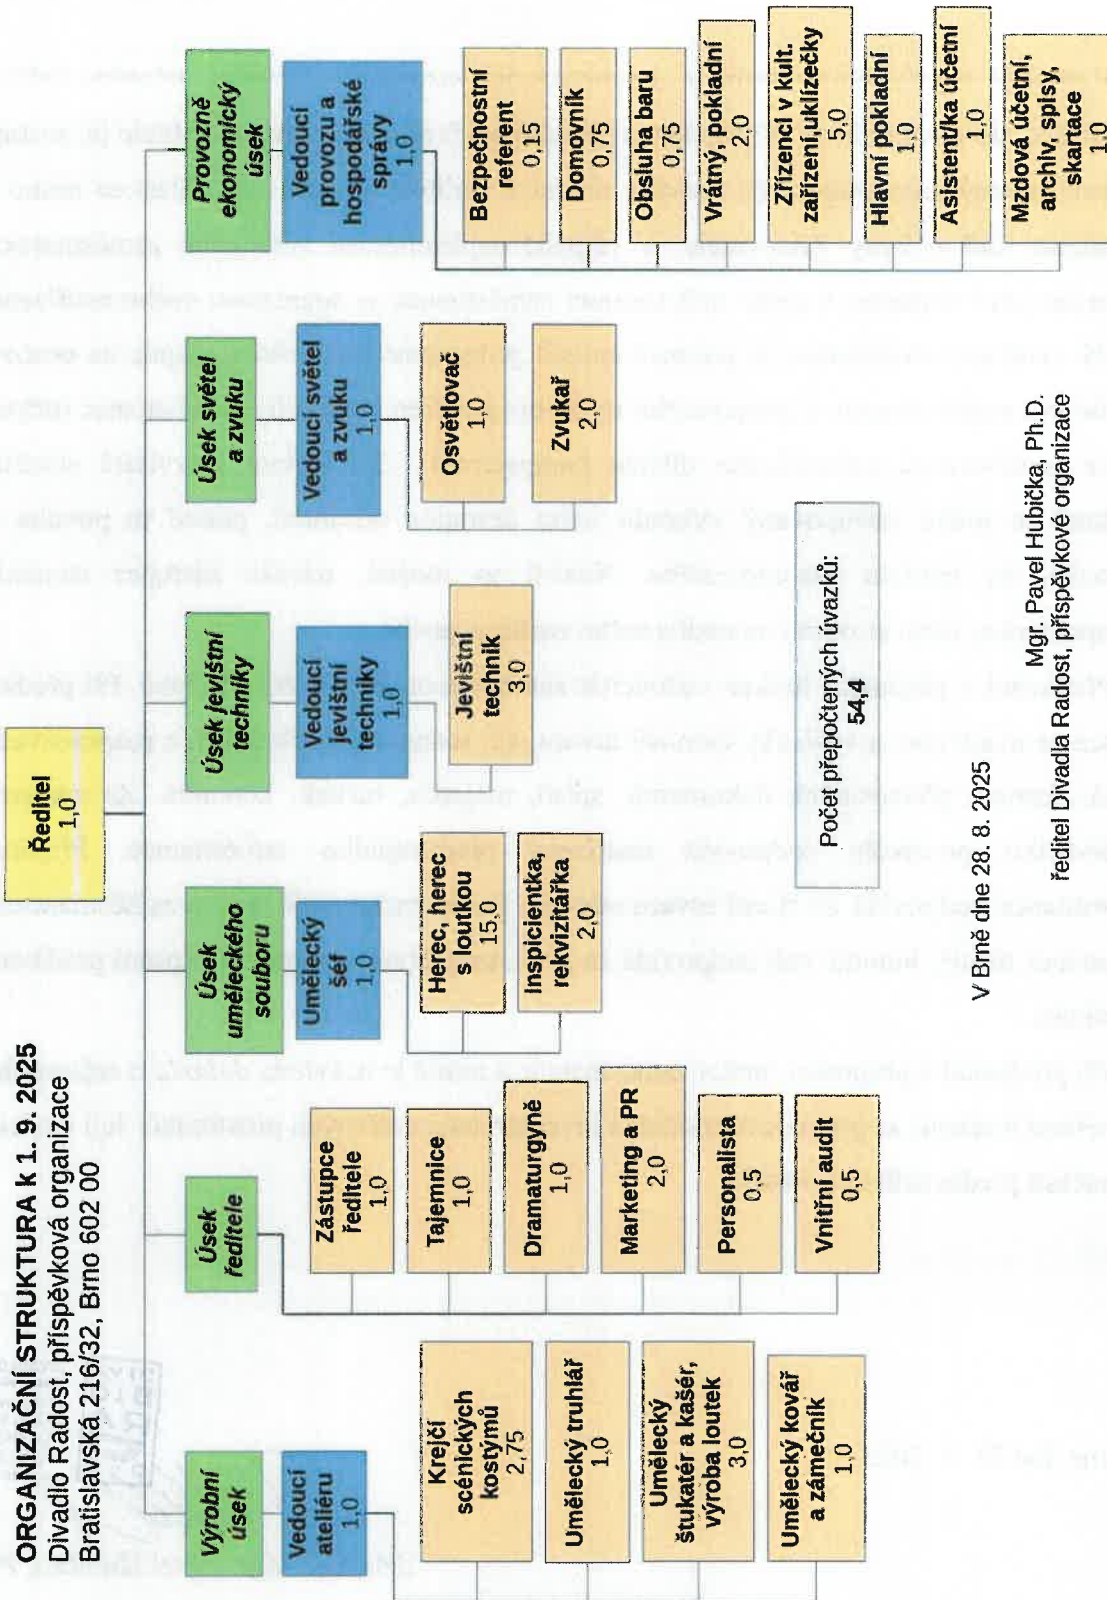 ORGANIZAČNÍ STRUKTURA k 1. 9. 2025
Divadlo Radost, příspěvková organizace
Bratislavská 216/32, Brno 602 00
Ředitel
1,0
Výrobní
úsek
Vedoucí
ateliéru
1,0
Krejčí
scénických
kostýmů
2,75
Umělecký truhlář
1,0
Umělecký
štukatér a kašér,
výroba loutek
3,0
Umělecký kovář
a zámečník
1,0
Úsek
ředitele
Zástupce
ředitele
1,0
Tajemnice
1,0
Dramaturgyně
1,0
Marketing a PR
2,0
Personalista
0,5
Vnitřní audit
0,5
Úsek
uměleckého
souboru
Umělecký
šéf
1,0
Herec, herec
s loutkou
15,0
Inspicientka,
rekvizitářka
2,0
Úsek jevištní
techniky
Vedoucí
jevištní
techniky
1,0
Jevištní
technik
3,0
Úsek světel
a zvuku
Vedoucí světel
a zvuku
1,0
Osvětlovač
1,0
Zvukař
2,0
Provozně
ekonomický
úsek
Vedoucí
provozu a
hospodářské
správy
1,0
Bezpečnostní
referent
0,15
Domovník
0,75
Obsluha baru
0,75
Vrátný, pokladní
2,0
Zřízenci v kult.
zařízení/uklízečky
5,0
Hlavní pokladní
1,0
Asistentka účetní
1,0
Mzdová účetní,
archiv, spisy,
skartace
1,0
Počet přepočtených úvazků:
54,4
V Brně dne 28. 8. 2025
Mgr. Pavel Hubička, Ph.D.
ředitel Divadla Radost, příspěvkové organizace